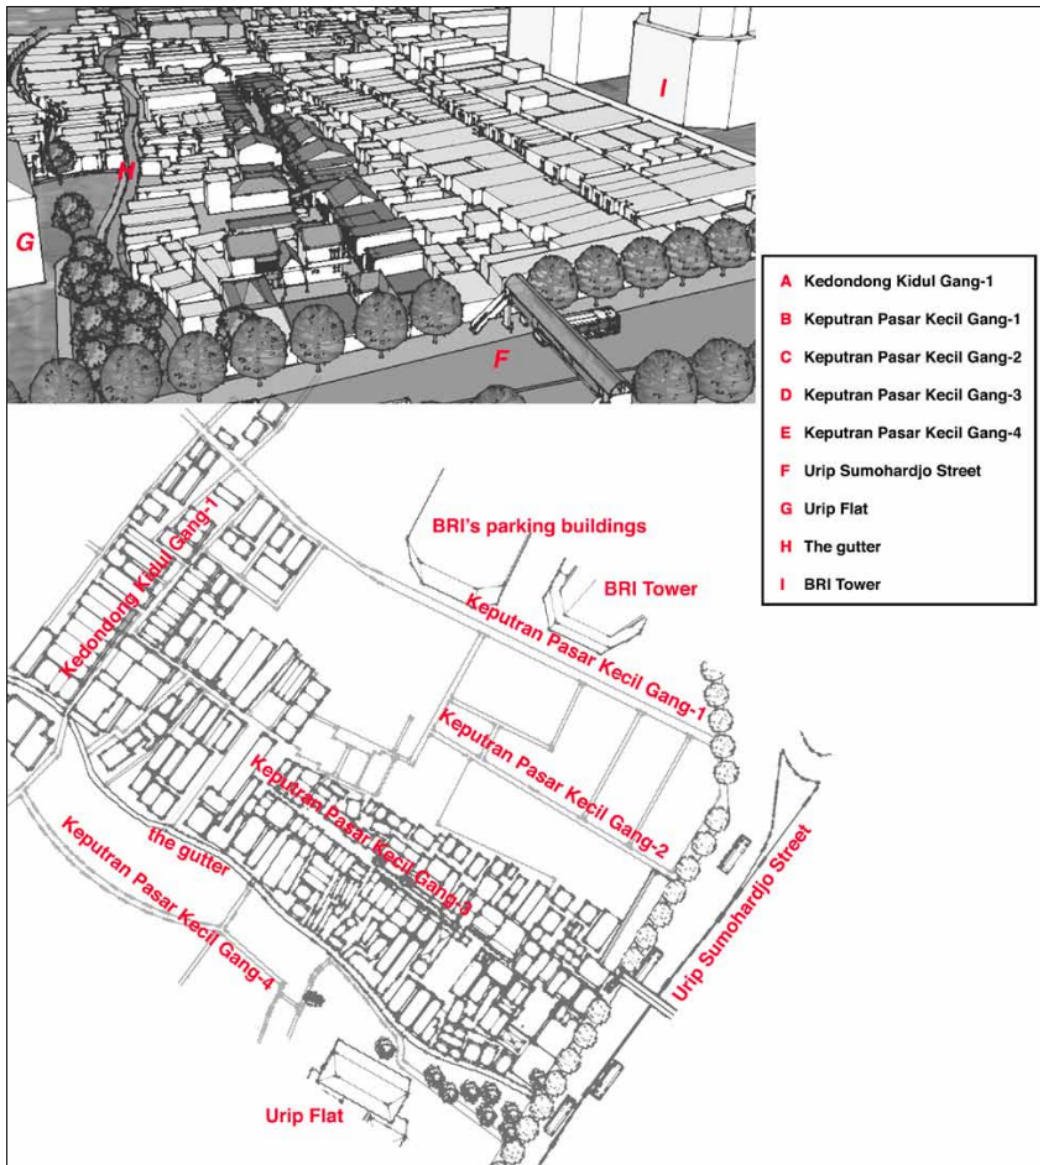 I
H
G
F
A Kedondong Kidul Gang-1
B Keputran Pasar Kecil Gang-1
C Keputran Pasar Kecil Gang-2
D Keputran Pasar Kecil Gang-3
E Keputran Pasar Kecil Gang-4
F Urip Sumohardjo Street
G Urip Flat
H The gutter
I BRI Tower
BRI's parking buildings
BRI Tower
Kedondong Kidul Gang-1
Keputran Pasar Kecil Gang-1
Keputran Pasar Kecil Gang-2
Keputran Pasar Kecil Gang-3
the gutter
Keputran Pasar Kecil Gang-4
Urip Sumohardjo Street
Urip Flat